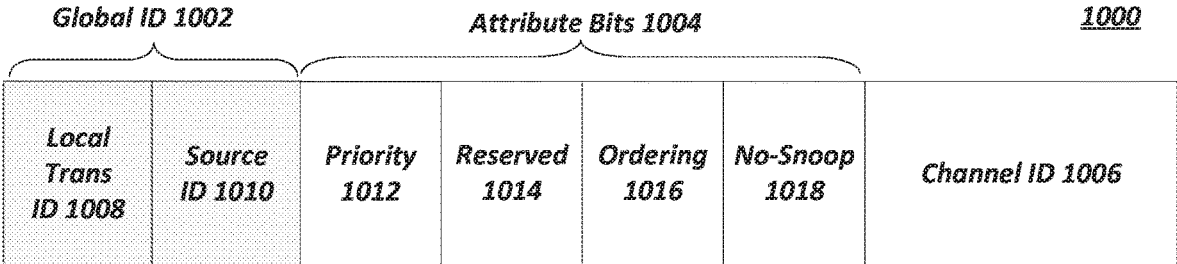 Global ID 1002
Attribute Bits 1004
1000
Local
Trans
ID 1008
Source
ID 1010
Priority
1012
Reserved
1014
Ordering
1016
No-Snoop
1018
Channel ID 1006